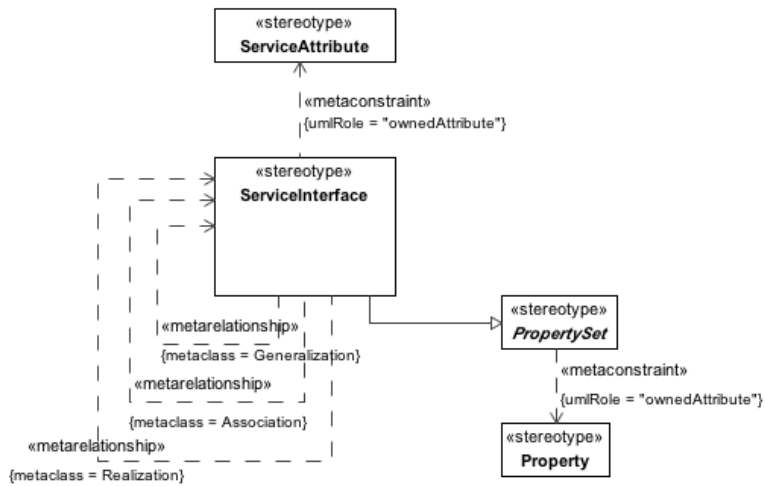 «stereotype»
ServiceAttribute
«metaconstraint»
{umlRole = "ownedAttribute"}
«stereotype»
ServiceInterface
«stereotype»
PropertySet
«metarelationship»
{metaclass = Generalization}
«metaconstraint»
«metarelationship»
{umlRole = "ownedAttribute"}
{metaclass = Association}
«stereotype»
Property
«metarelationship»
{metaclass = Realization}